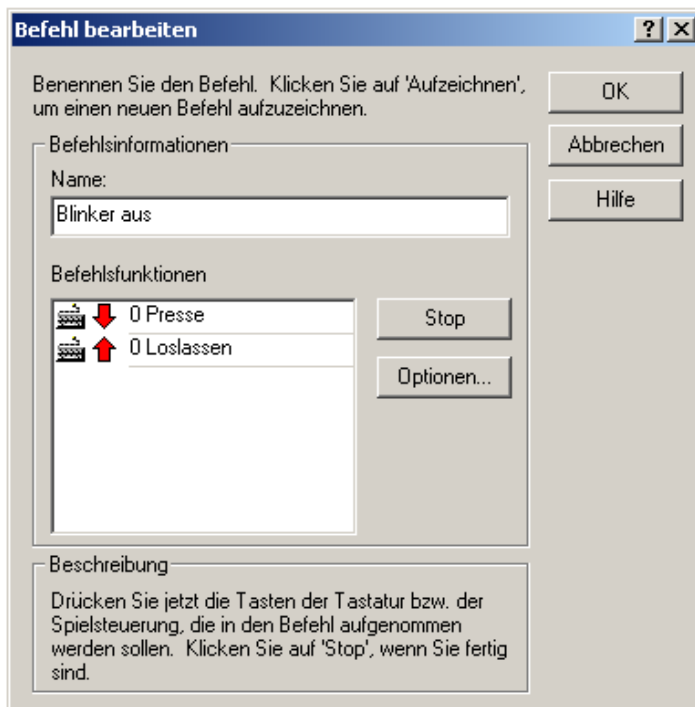 Befehl bearbeiten
Benennen Sie den Befehl. Klicken Sie auf 'Aufzeichnen',
um einen neuen Befehl aufzuzeichnen.
OK
Abbrechen
Hilfe
Befehlsinformationen
Name:
Blinker aus
Befehlsfunktionen
0 Presse
0 Loslassen
Stop
Optionen...
Beschreibung
Drücken Sie jetzt die Tasten der Tastatur bzw. der
Spielsteuerung, die in den Befehl aufgenommen
werden sollen. Klicken Sie auf 'Stop', wenn Sie fertig
sind.